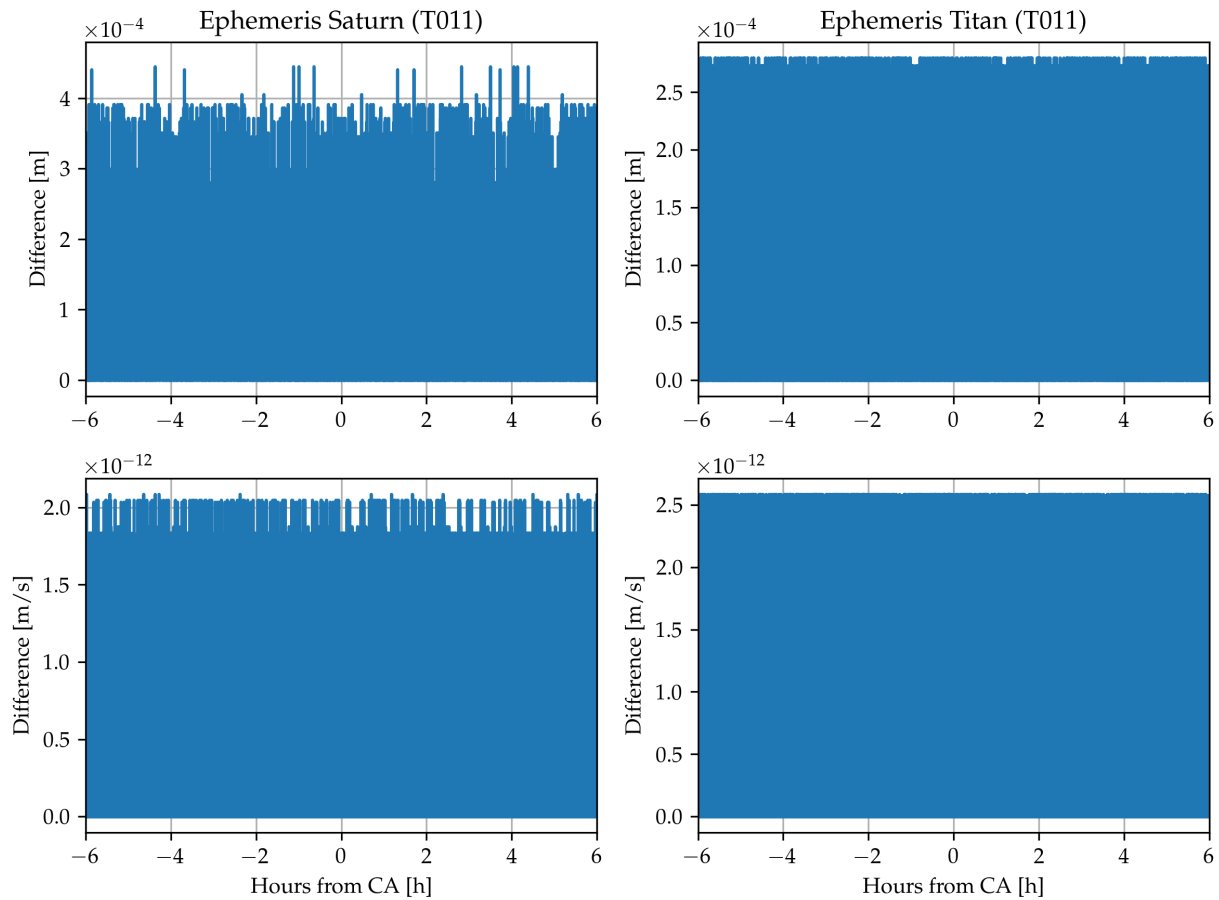 Ephemeris Saturn (T011)
×10⁻⁴
Difference [m]
4
3
2
1
0
−6 −4 −2 0 2 4 6
Ephemeris Titan (T011)
×10⁻⁴
Difference [m]
2.5
2.0
1.5
1.0
0.5
0.0
−6 −4 −2 0 2 4 6
×10⁻¹²
Difference [m/s]
2.0
1.5
1.0
0.5
0.0
−6 −4 −2 0 2 4 6
Hours from CA [h]
×10⁻¹²
Difference [m/s]
2.5
2.0
1.5
1.0
0.5
0.0
−6 −4 −2 0 2 4 6
Hours from CA [h]